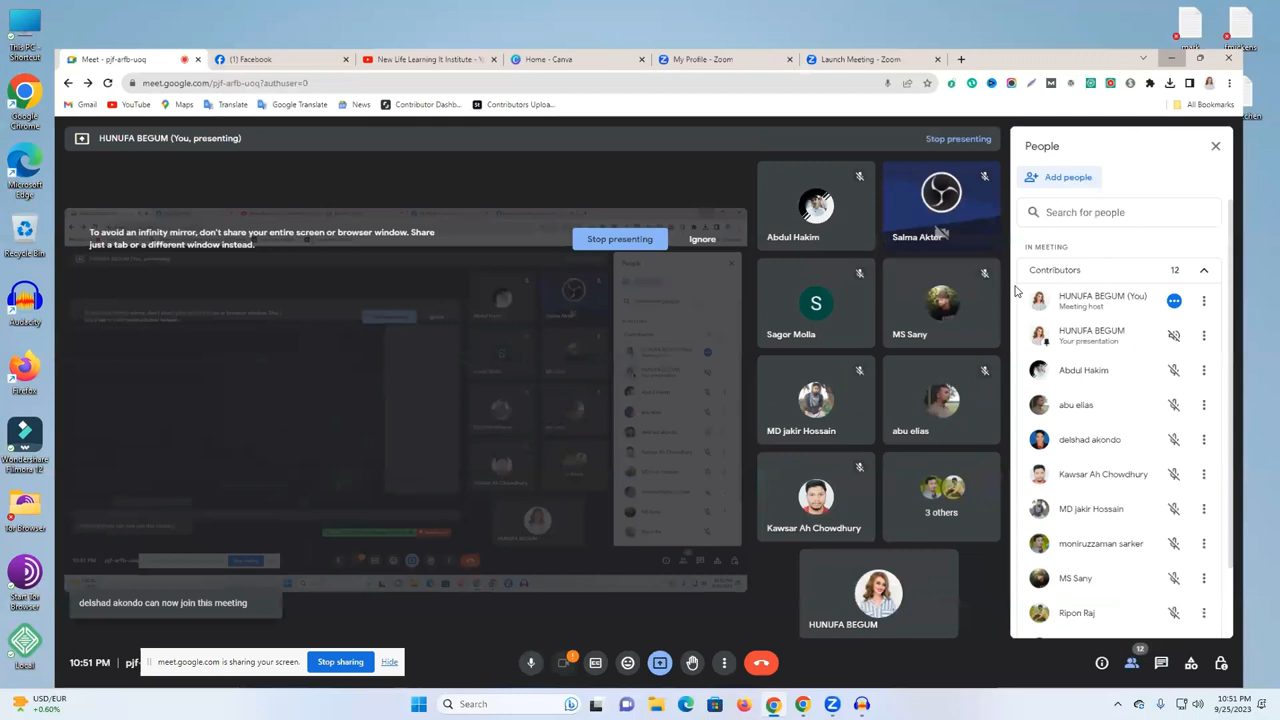 This PC - Shortcut
Google Chrome
Microsoft Edge
Recycle Bin
Audacity
Firefox
Wondershare Filmora 12
Tor Browser
Start Tor Browser
Local
Meet - pjf-arfb-uoq
(1) Facebook
New Life Learning It Institute -
Home - Canva
My Profile - Zoom
Launch Meeting - Zoom
meet.google.com/pjf-arfb-uoq?authuser=0
Gmail
YouTube
Maps
Translate
Google Translate
News
Contributor Dashb...
Contributors Uploa...
All Bookmarks
HUNUFA BEGUM (You, presenting)
Stop presenting
To avoid an infinity mirror, don't share your entire screen or browser window. Share
just a tab or a different window instead.
Stop presenting
Ignore
Abdul Hakim
Salma Akter
Sagor Molla
S
MS Sany
MD jakir Hossain
abu elias
Kawsar Ah Chowdhury
3 others
HUNUFA BEGUM
People
Add people
Search for people
IN MEETING
Contributors
12
HUNUFA BEGUM (You)
Meeting host
HUNUFA BEGUM
Your presentation
Abdul Hakim
abu elias
delshad akondo
Kawsar Ah Chowdhury
MD jakir Hossain
moniruzzaman sarker
MS Sany
Ripon Raj
delshad akondo can now join this meeting
10:51 PM
meet.google.com is sharing your screen.
Stop sharing
Hide
12
USD/EUR
+0.60%
Search
10:51 PM
9/25/2023